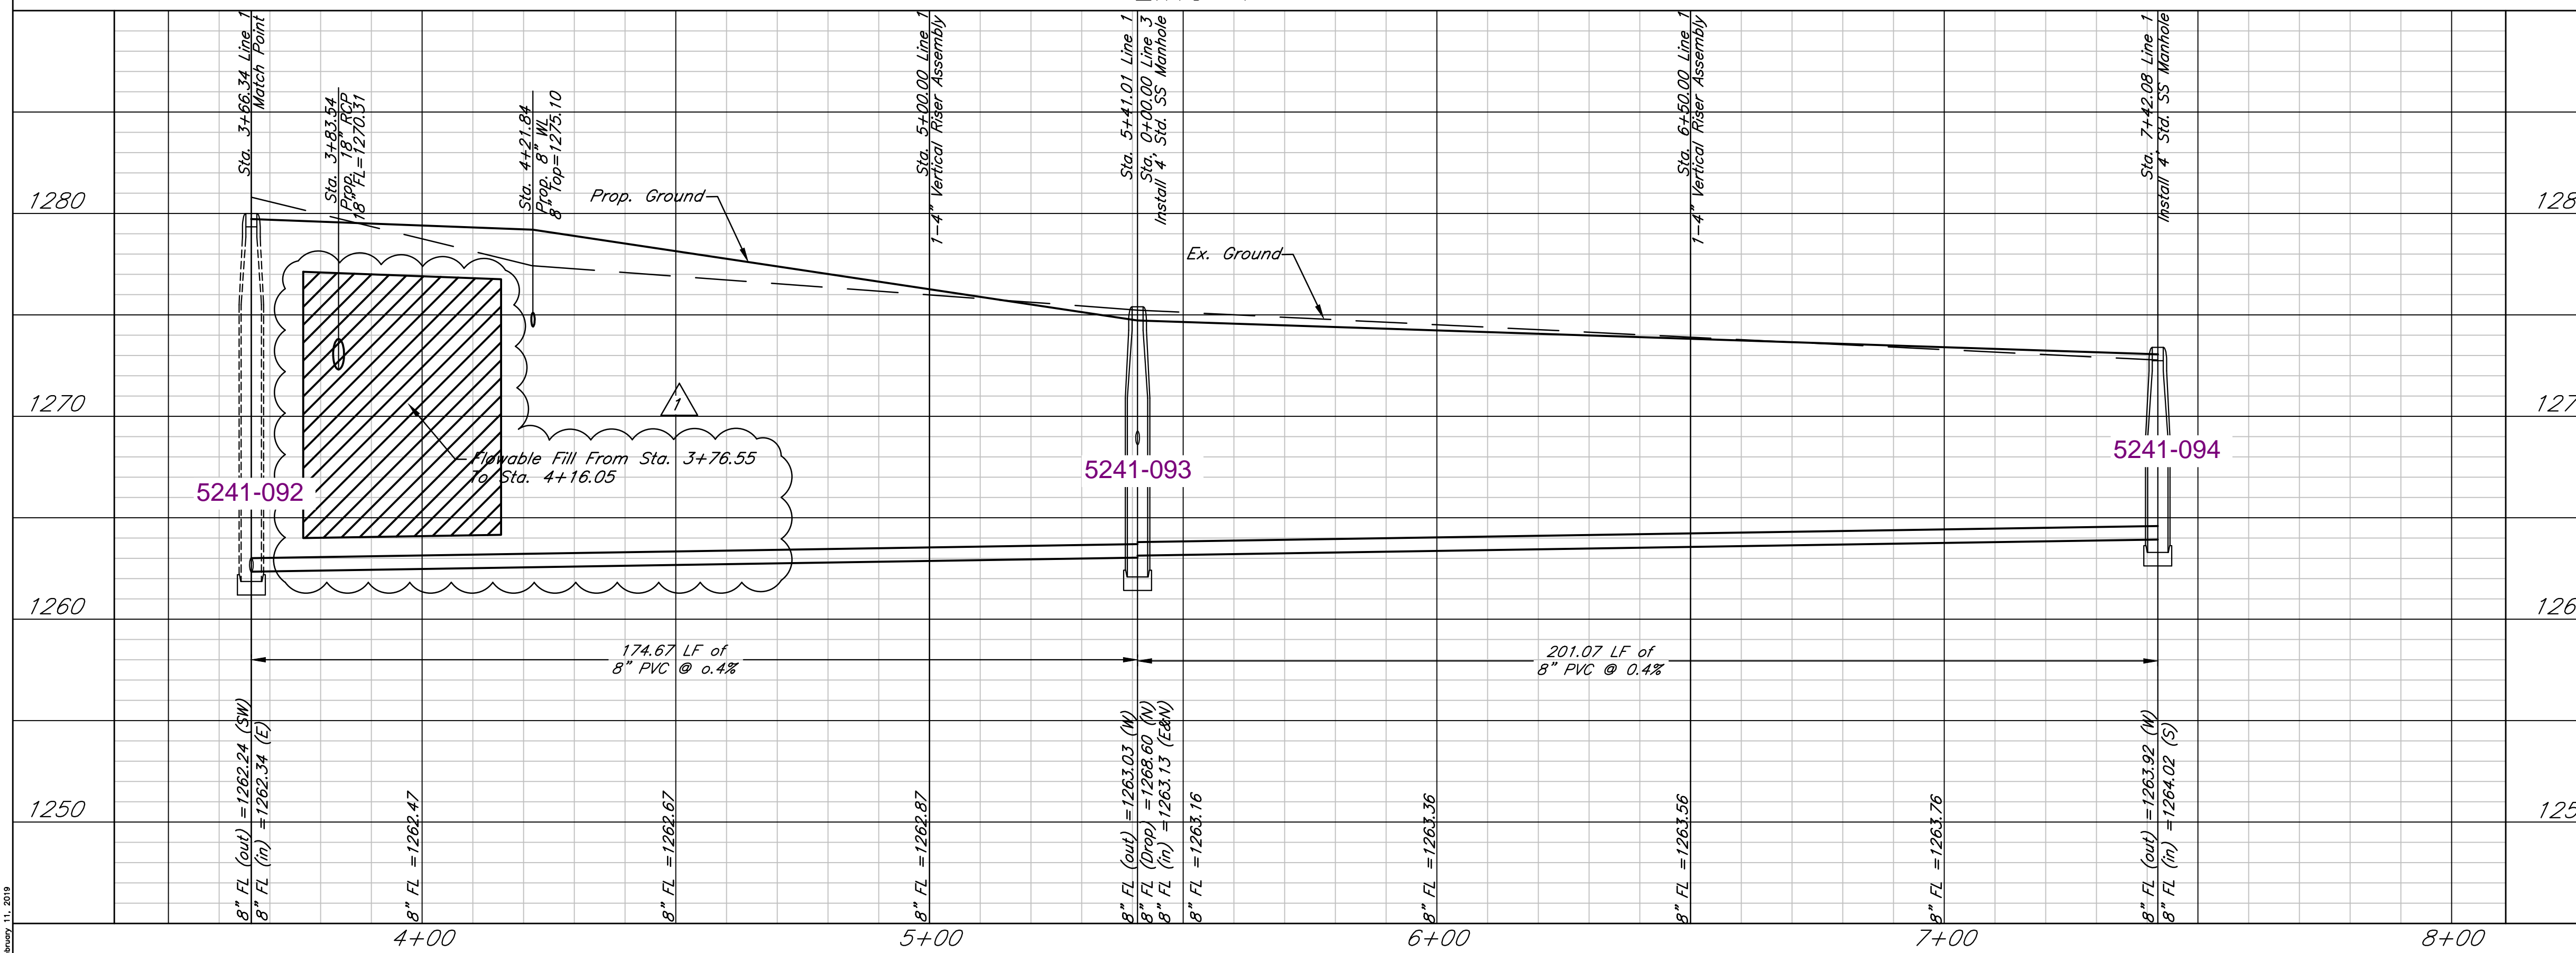 Sta. 3+66.34 Line 1
Match Point
Sta. 3+83.54
Prop. 18" RCP
18" FL=1270.31
Sta. 4+21.84
Prop. 8" WL
8" Top=1275.10
Sta. 5+00.00 Line 1
1-4" Vertical Riser Assembly
Sta. 5+41.01 Line 1
Sta. 0+00.00 Line 3
Install 4' Std. SS Manhole
Sta. 6+50.00 Line 1
1-4" Vertical Riser Assembly
Sta. 7+42.08 Line 1
Install 4' Std. SS Manhole
1280
128
Prop. Ground
Ex. Ground
1270
127
1
Flowable Fill From Sta. 3+76.55
To Sta. 4+16.05
5241-092
5241-093
5241-094
1260
126
174.67 LF of
8" PVC @ o.4%
201.07 LF of
8" PVC @ 0.4%
1250
125
8" FL (out) =1262.24 (SW)
8" FL (in) =1262.34 (E)
8" FL =1262.47
8" FL =1262.67
8" FL =1262.87
8" FL (out) =1263.03 (W)
8" FL (Drop) =1268.60 (N)
8" FL (in) =1263.13 (E&N)
8" FL =1263.16
8" FL =1263.36
8" FL =1263.56
8" FL =1263.76
8" FL (out) =1263.92 (W)
8" FL (in) =1264.02 (S)
4+00
5+00
6+00
7+00
8+00
bruary 11, 2019